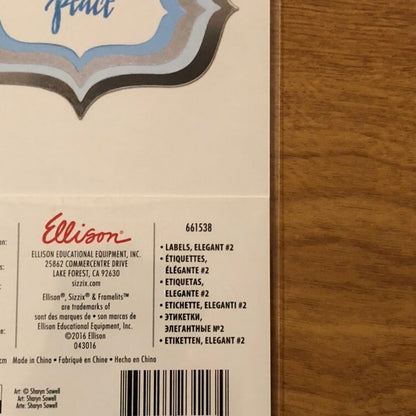 Peace
Ellison®
ELLISON EDUCATIONAL EQUIPMENT, INC.
25862 COMMERCENTRE DRIVE
LAKE FOREST, CA 92630
sizzix.com
Ellison®, Sizzix® & Framelits™
are trademarks of
sont des marques de • son marcas de
Ellison Educational Equipment, Inc.
©2016 Ellison
043016
661538
• LABELS, ELEGANT #2
• ÉTIQUETTES,
ÉLÉGANTE #2
• ETIQUETAS,
ELEGANTE #2
• ETICHETTE, ELEGANTI #2
• ЭТИКЕТКИ,
ЭЛЕГАНТНЫЕ №2
• ETIKETTEN, ELEGANT #2
cm Made in China • Fabriqué en Chine • Hecho en China
Art: © Sharyn Sowell
Art: Sharyn Sowell
Arte: Sharyn Sowell